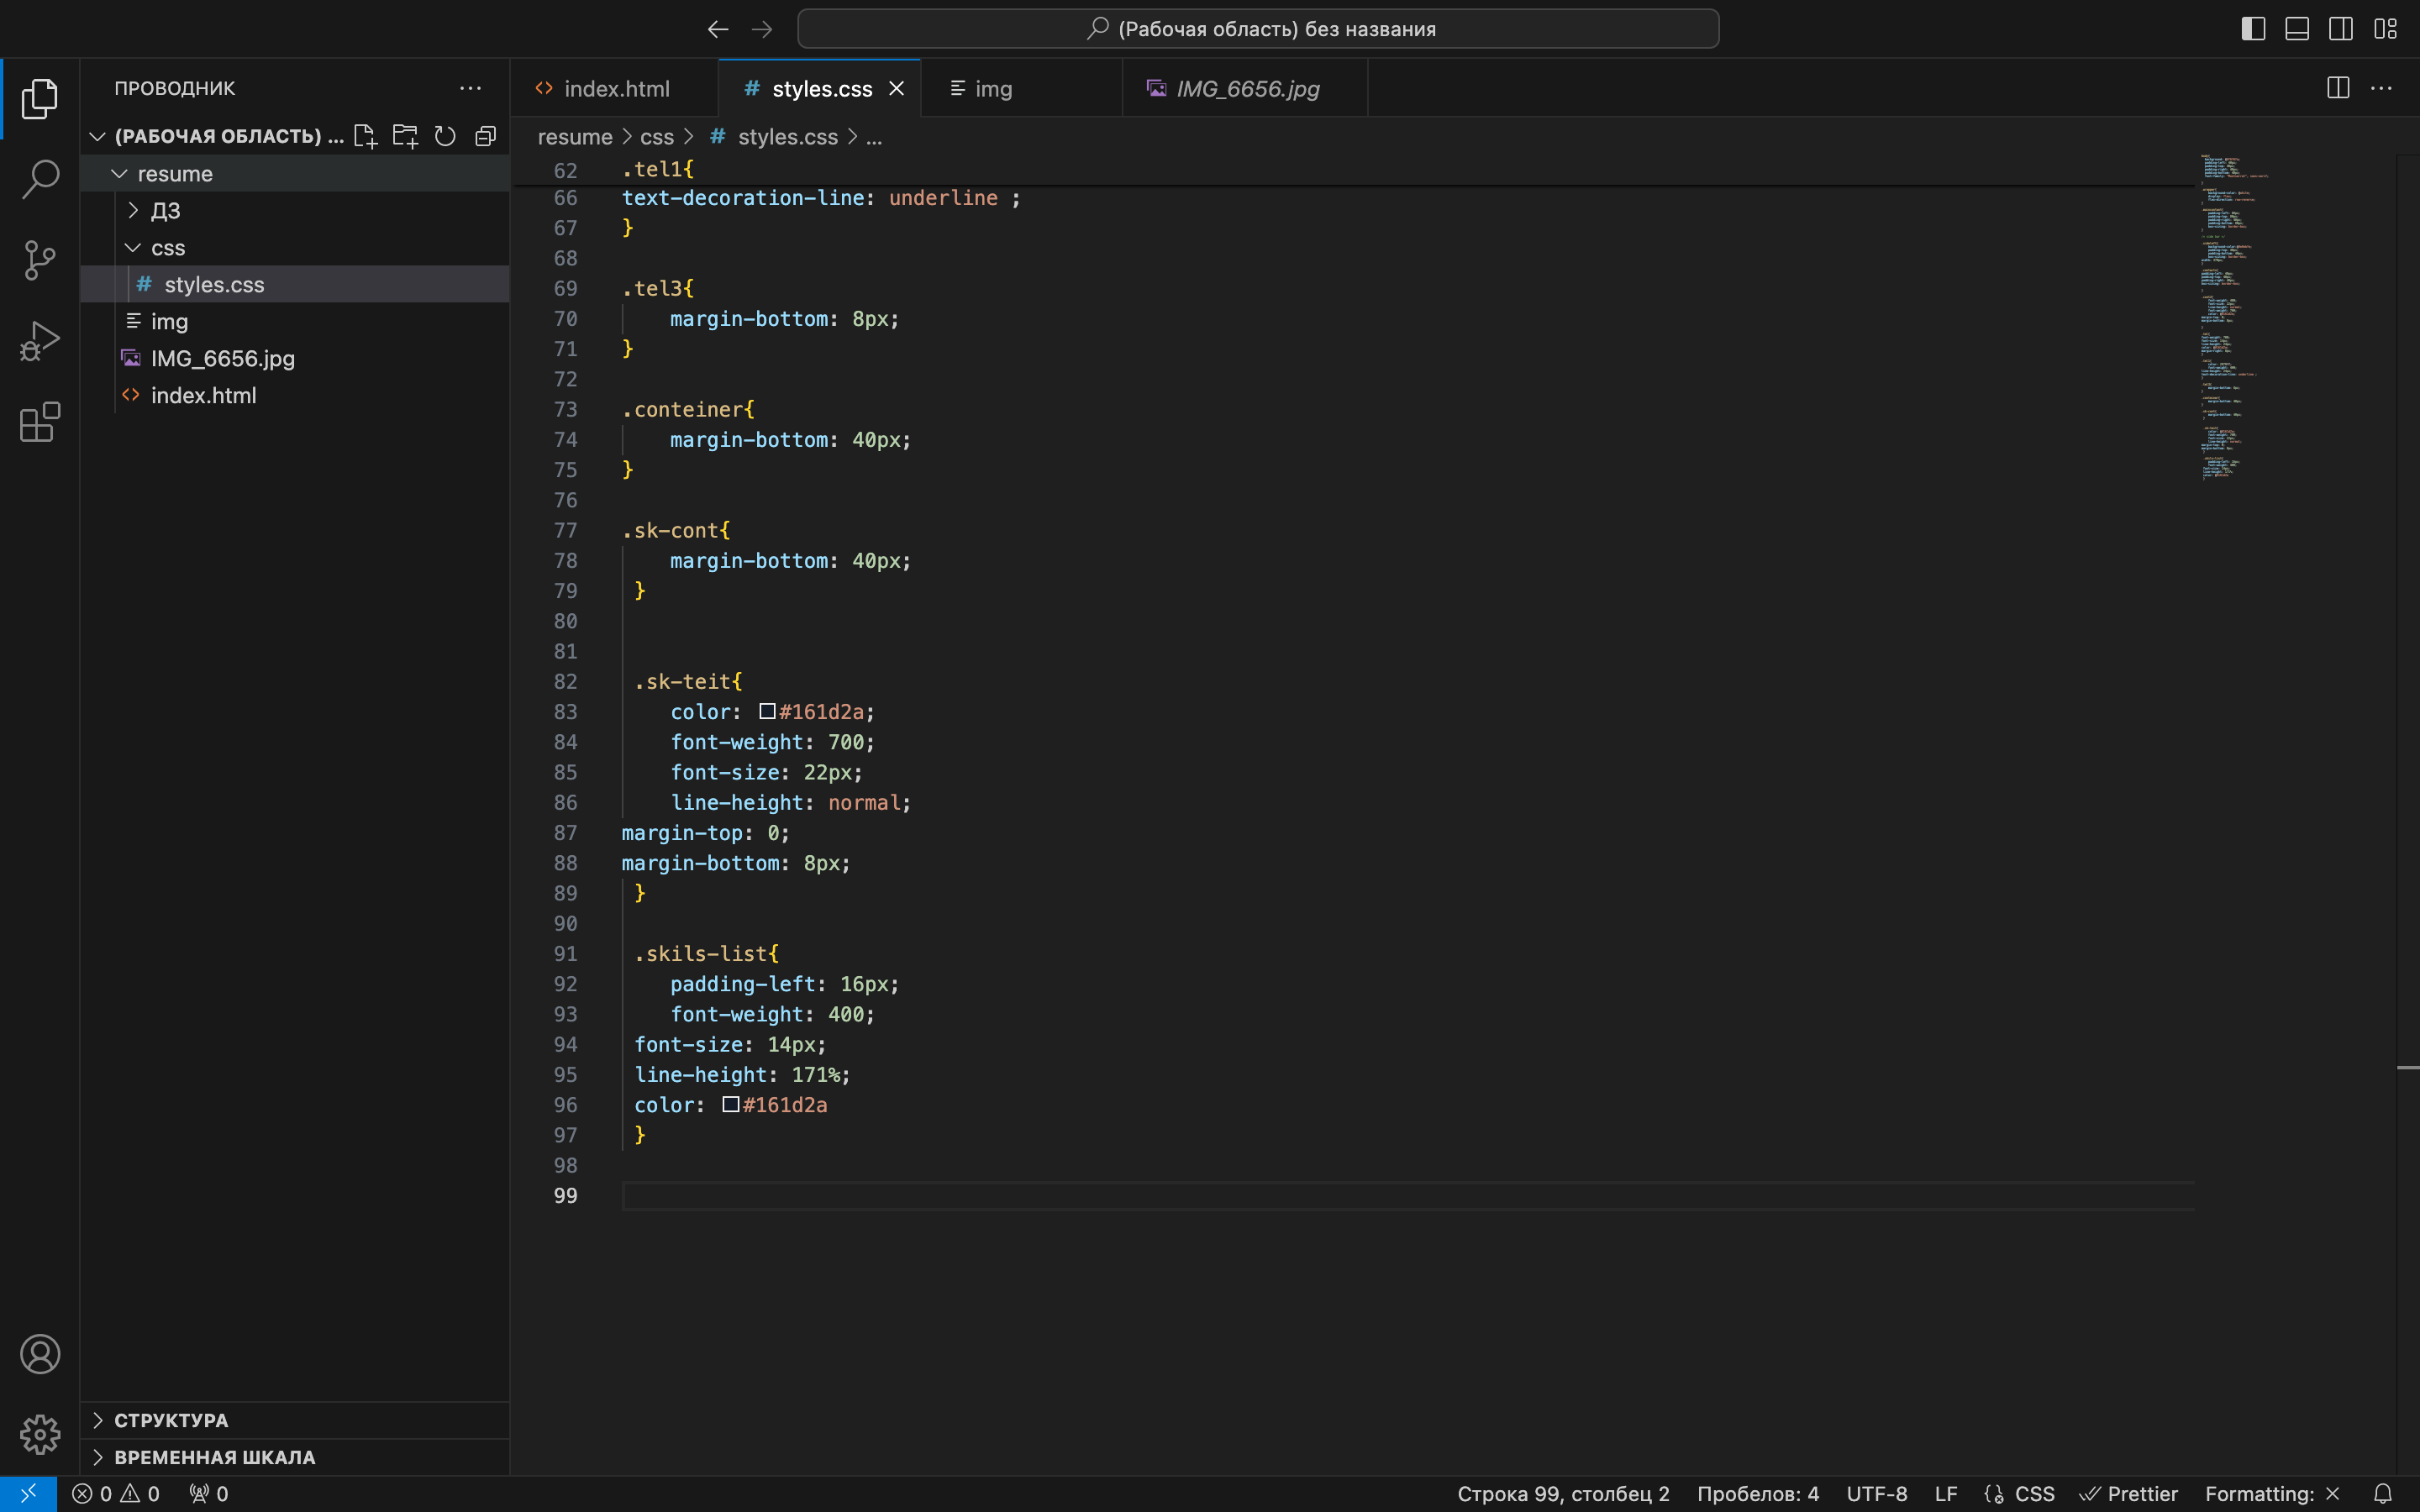 (Рабочая область) без названия
ПРОВОДНИК
(РАБОЧАЯ ОБЛАСТЬ) ...
resume
ДЗ
css
styles.css
img
IMG_6656.jpg
index.html
СТРУКТУРА
ВРЕМЕННАЯ ШКАЛА
index.html
styles.css
img
IMG_6656.jpg
resume > css > # styles.css > ...
62 .tel1{
66 text-decoration-line: underline ;
67 }
68
69 .tel3{
70 margin-bottom: 8px;
71 }
72
73 .conteiner{
74 margin-bottom: 40px;
75 }
76
77 .sk-cont{
78 margin-bottom: 40px;
79 }
80
81
82 .sk-teit{
83 color: #161d2a;
84 font-weight: 700;
85 font-size: 22px;
86 line-height: normal;
87 margin-top: 0;
88 margin-bottom: 8px;
89 }
90
91 .skils-list{
92 padding-left: 16px;
93 font-weight: 400;
94 font-size: 14px;
95 line-height: 171%;
96 color: #161d2a
97 }
98
99
0 0 0 Строка 99, столбец 2 Пробелов: 4 UTF-8 LF CSS Prettier Formatting: ×